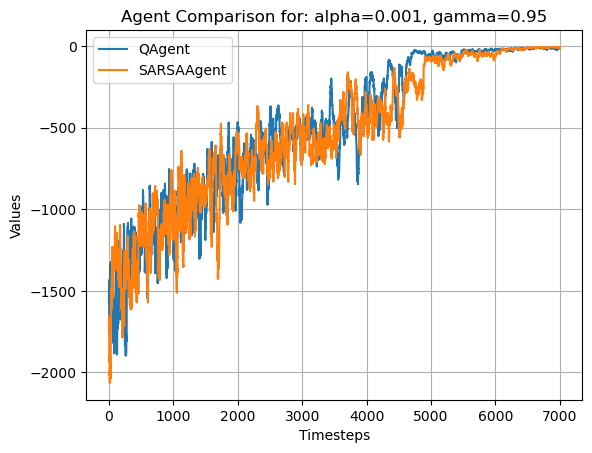 Agent Comparison for: alpha=0.001, gamma=0.95
QAgent
SARSAAgent
Values
0
−500
−1000
−1500
−2000
0 1000 2000 3000 4000 5000 6000 7000
Timesteps